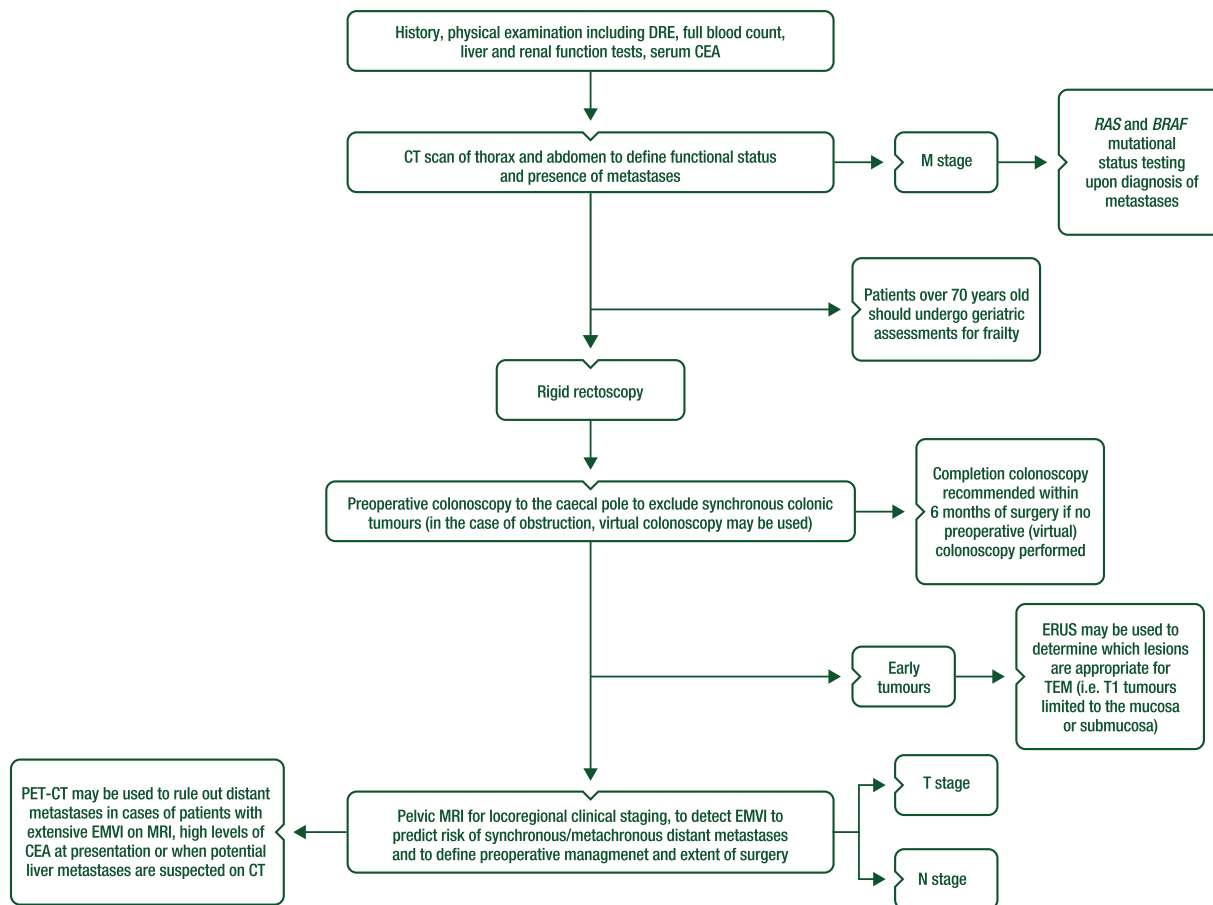 History, physical examination including DRE, full blood count,
liver and renal function tests, serum CEA
CT scan of thorax and abdomen to define functional status
and presence of metastases
M stage
RAS and BRAF
mutational
status testing
upon diagnosis of
metastases
Patients over 70 years old
should undergo geriatric
assessments for frailty
Rigid rectoscopy
Preoperative colonoscopy to the caecal pole to exclude synchronous colonic
tumours (in the case of obstruction, virtual colonoscopy may be used)
Completion colonoscopy
recommended within
6 months of surgery if no
preoperative (virtual)
colonoscopy performed
Early
tumours
ERUS may be used to
determine which lesions
are appropriate for
TEM (i.e. T1 tumours
limited to the mucosa
or submucosa)
PET-CT may be used to rule out distant
metastases in cases of patients with
extensive EMVI on MRI, high levels of
CEA at presentation or when potential
liver metastases are suspected on CT
Pelvic MRI for locoregional clinical staging, to detect EMVI to
predict risk of synchronous/metachronous distant metastases
and to define preoperative managmenet and extent of surgery
T stage
N stage